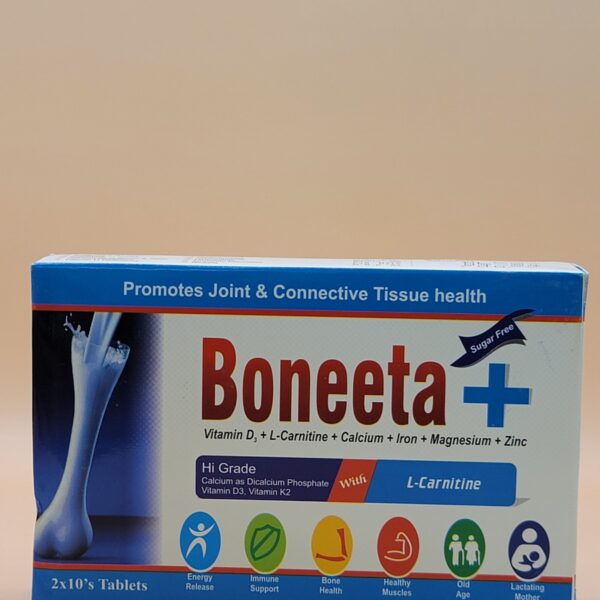 Promotes Joint & Connective Tissue health
Sugar Free
Boneeta +
Vitamin D₃ + L-Carnitine + Calcium + Iron + Magnesium + Zinc
Hi Grade
Calcium as Dicalcium Phosphate
Vitamin D3, Vitamin K2
With
L-Carnitine
2x10's Tablets
Energy
Release
Immune
Support
Bone
Health
Healthy
Muscles
Old
Age
Lactating
Mother